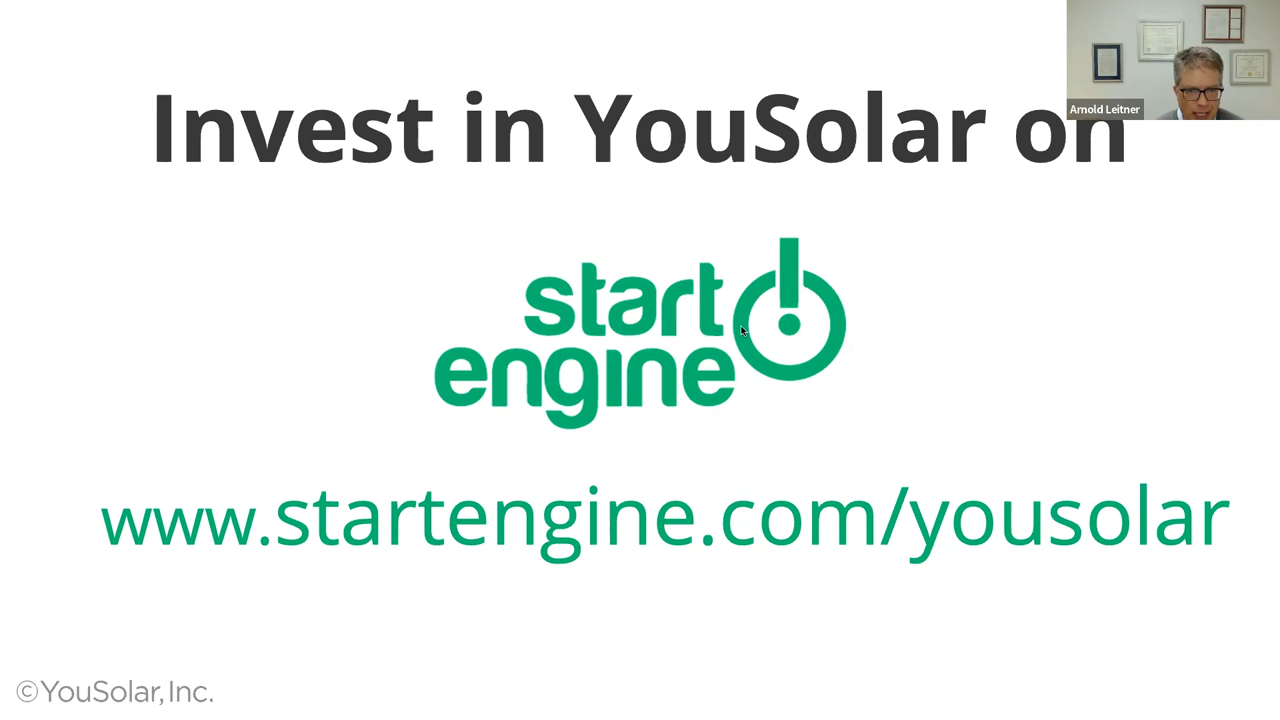 Invest in YouSolar on
Arnold Leitner
start
engine
www.startengine.com/yousolar
©YouSolar, Inc.